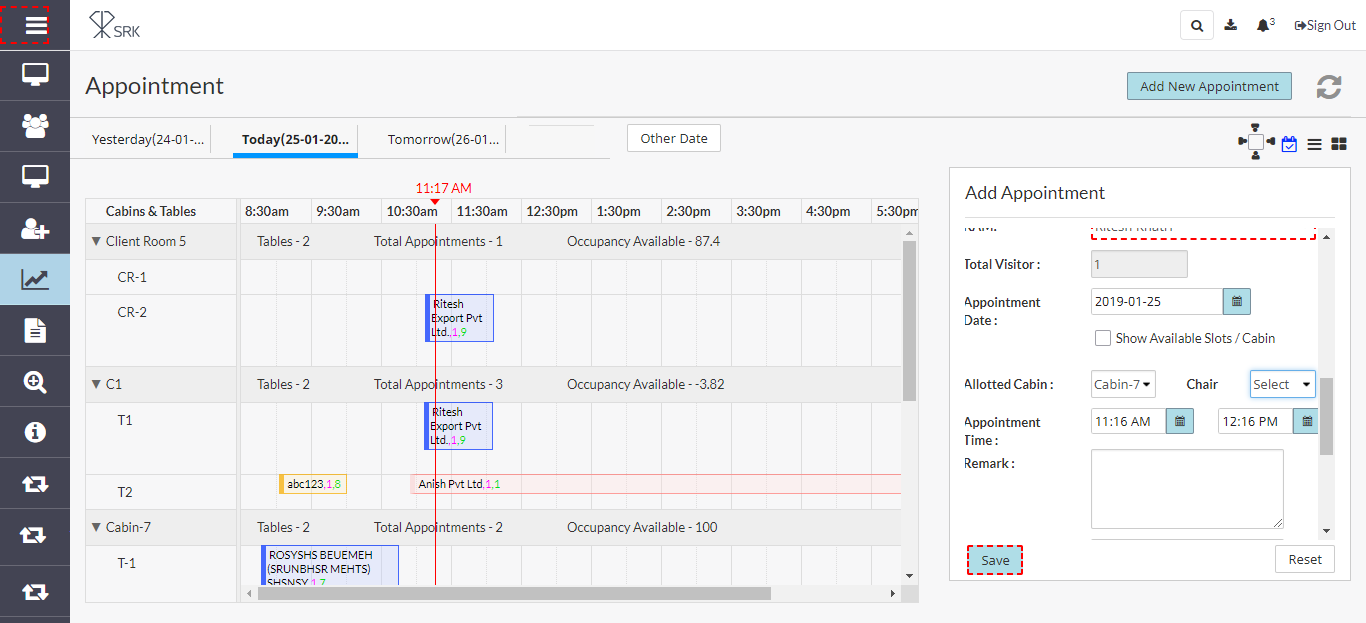 SRK
3
Sign Out
Appointment
Add New Appointment
Yesterday(24-01-...
Today(25-01-20...
Tomorrow(26-01...
Other Date
11:17 AM
Cabins & Tables
8:30am 9:30am 10:30am 11:30am 12:30pm 1:30pm 2:30pm 3:30pm 4:30pm 5:30pm
Client Room 5 Tables - 2 Total Appointments - 1 Occupancy Available - 87.4
CR-1
CR-2
Ritesh
Export Pvt
Ltd.,1,9
C1 Tables - 2 Total Appointments - 3 Occupancy Available - -3.82
T1
Ritesh
Export Pvt
Ltd.,1,9
T2
abc123,1,8
Anish Pvt Ltd,1,1
Cabin-7 Tables - 2 Total Appointments - 2 Occupancy Available - 100
T-1
ROSYSHS BEUEMEH
(SRUNBHSR MEHTS)
SHSNSY,1,7
Add Appointment
Total Visitor :
1
Appointment
Date :
2019-01-25
Show Available Slots / Cabin
Allotted Cabin :
Cabin-7
Chair
Select
Appointment
Time :
11:16 AM
12:16 PM
Remark :
Save
Reset